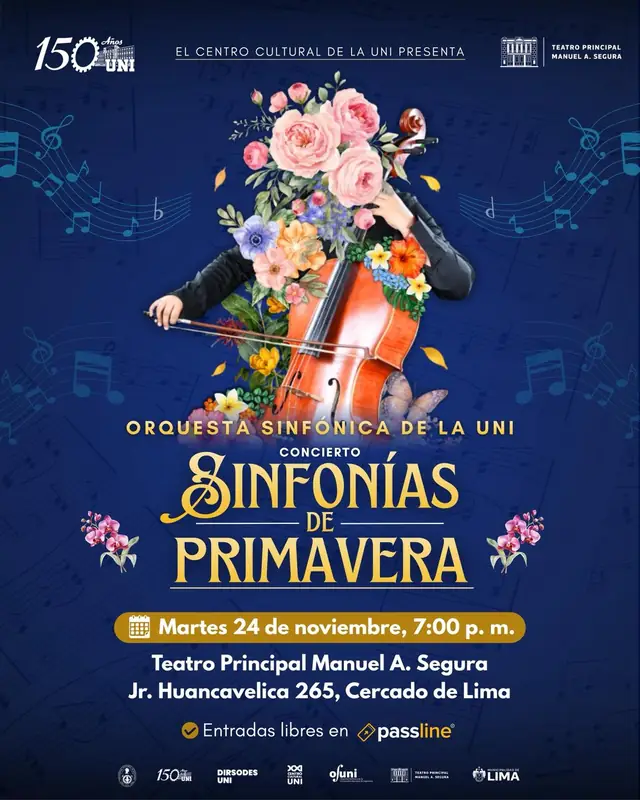 150 Años UNI
EL CENTRO CULTURAL DE LA UNI PRESENTA
TEATRO PRINCIPAL
MANUEL A. SEGURA
ORQUESTA SINFÓNICA DE LA UNI
CONCIERTO
SINFONÍAS
DE
PRIMAVERA
Martes 24 de noviembre, 7:00 p. m.
Teatro Principal Manuel A. Segura
Jr. Huancavelica 265, Cercado de Lima
Entradas libres en passline
150 UNI
DIRSODES
UNI
CENTRO CULTURAL UNI
ofuni
TEATRO PRINCIPAL
MANUEL A. SEGURA
MUNICIPALIDAD DE
LIMA